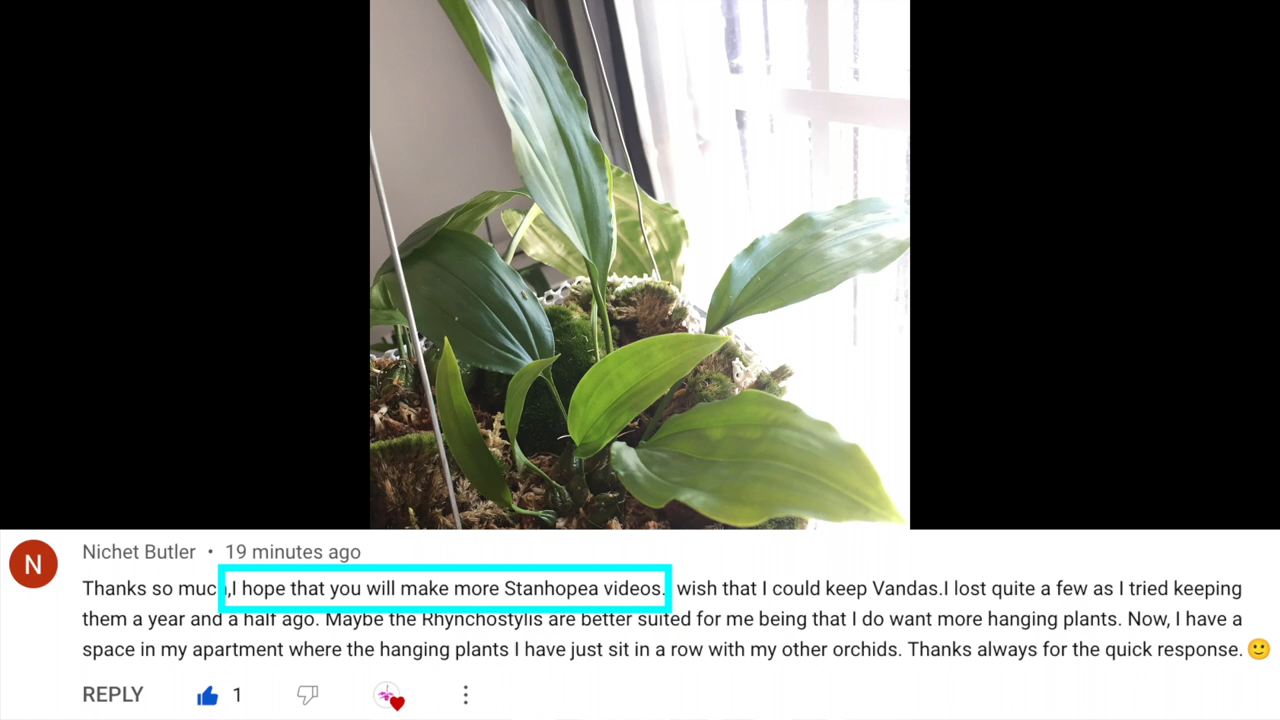 N
Nichet Butler • 19 minutes ago
Thanks so much,I hope that you will make more Stanhopea videos. wish that I could keep Vandas.I lost quite a few as I tried keeping
them a year and a half ago. Maybe the Rhynchostylis are better suited for me being that I do want more hanging plants. Now, I have a
space in my apartment where the hanging plants I have just sit in a row with my other orchids. Thanks always for the quick response. 🙂
REPLY 1